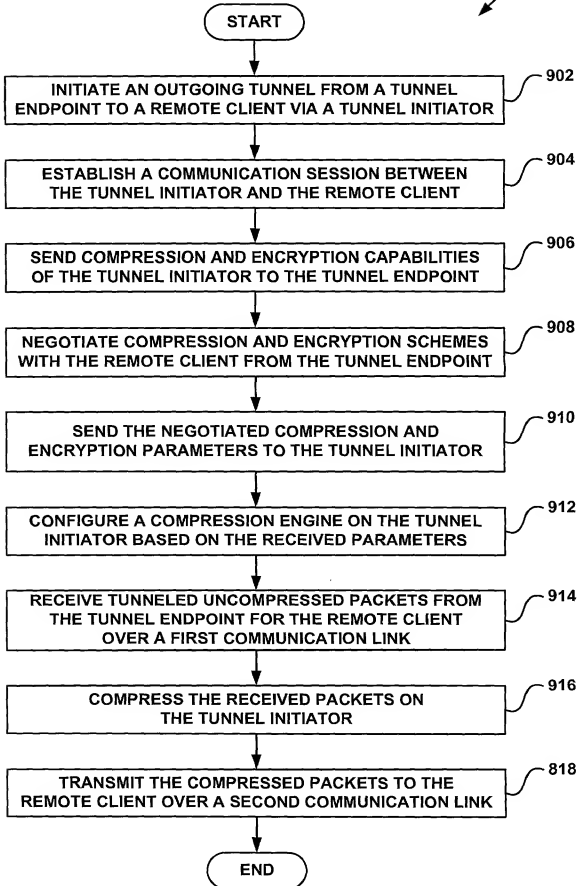 START
902
INITIATE AN OUTGOING TUNNEL FROM A TUNNEL
ENDPOINT TO A REMOTE CLIENT VIA A TUNNEL INITIATOR
904
ESTABLISH A COMMUNICATION SESSION BETWEEN
THE TUNNEL INITIATOR AND THE REMOTE CLIENT
906
SEND COMPRESSION AND ENCRYPTION CAPABILITIES
OF THE TUNNEL INITIATOR TO THE TUNNEL ENDPOINT
908
NEGOTIATE COMPRESSION AND ENCRYPTION SCHEMES
WITH THE REMOTE CLIENT FROM THE TUNNEL ENDPOINT
910
SEND THE NEGOTIATED COMPRESSION AND
ENCRYPTION PARAMETERS TO THE TUNNEL INITIATOR
912
CONFIGURE A COMPRESSION ENGINE ON THE TUNNEL
INITIATOR BASED ON THE RECEIVED PARAMETERS
914
RECEIVE TUNNELED UNCOMPRESSED PACKETS FROM
THE TUNNEL ENDPOINT FOR THE REMOTE CLIENT
OVER A FIRST COMMUNICATION LINK
916
COMPRESS THE RECEIVED PACKETS ON
THE TUNNEL INITIATOR
818
TRANSMIT THE COMPRESSED PACKETS TO THE
REMOTE CLIENT OVER A SECOND COMMUNICATION LINK
END